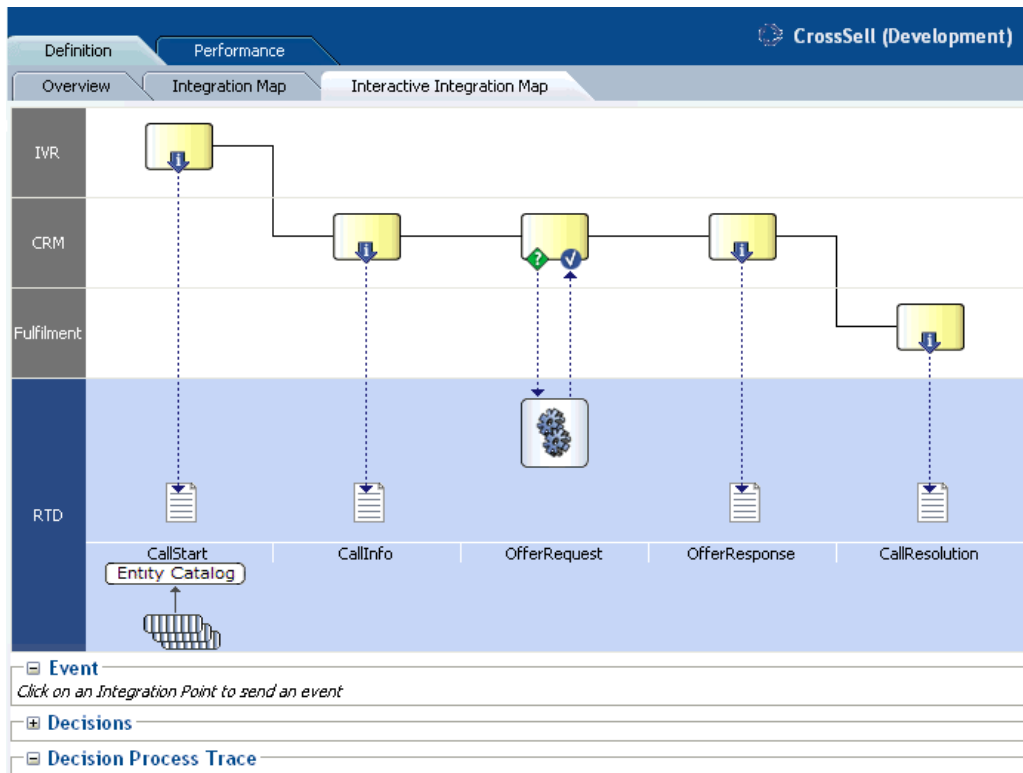 CrossSell (Development)
Definition
Performance
Overview
Integration Map
Interactive Integration Map
IVR
i
CRM
i
?
i
Fulfilment
i
RTD
CallStart
CallInfo
OfferRequest
OfferResponse
CallResolution
Entity Catalog
Event
Click on an Integration Point to send an event
Decisions
Decision Process Trace